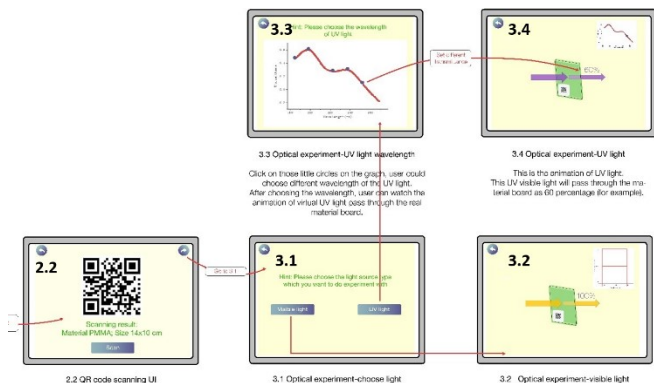 3.3
Hint: Please choose the wavelength
of UV light
3.4
60%
3.3 Optical experiment-UV light wavelength
Click on those little circles on the graph, user could
choose different wavelength of the UV light.
After choosing the wavelength, user can watch the
animation of virtual UV light pass through the real
material board.
3.4 Optical experiment-UV light
This is the animation of UV light.
This UV visible light will pass through the ma-
terial board as 60 percentage (for example).
2.2
Scanning result:
Material PMMA; Size 14x10 cm
Scan
2.2 QR code scanning UI
3.1
Hint: Please choose the light source type
which you want to do experiment with
Visible light
UV light
3.1 Optical experiment-choose light
3.2
100%
3.2 Optical experiment-visible light